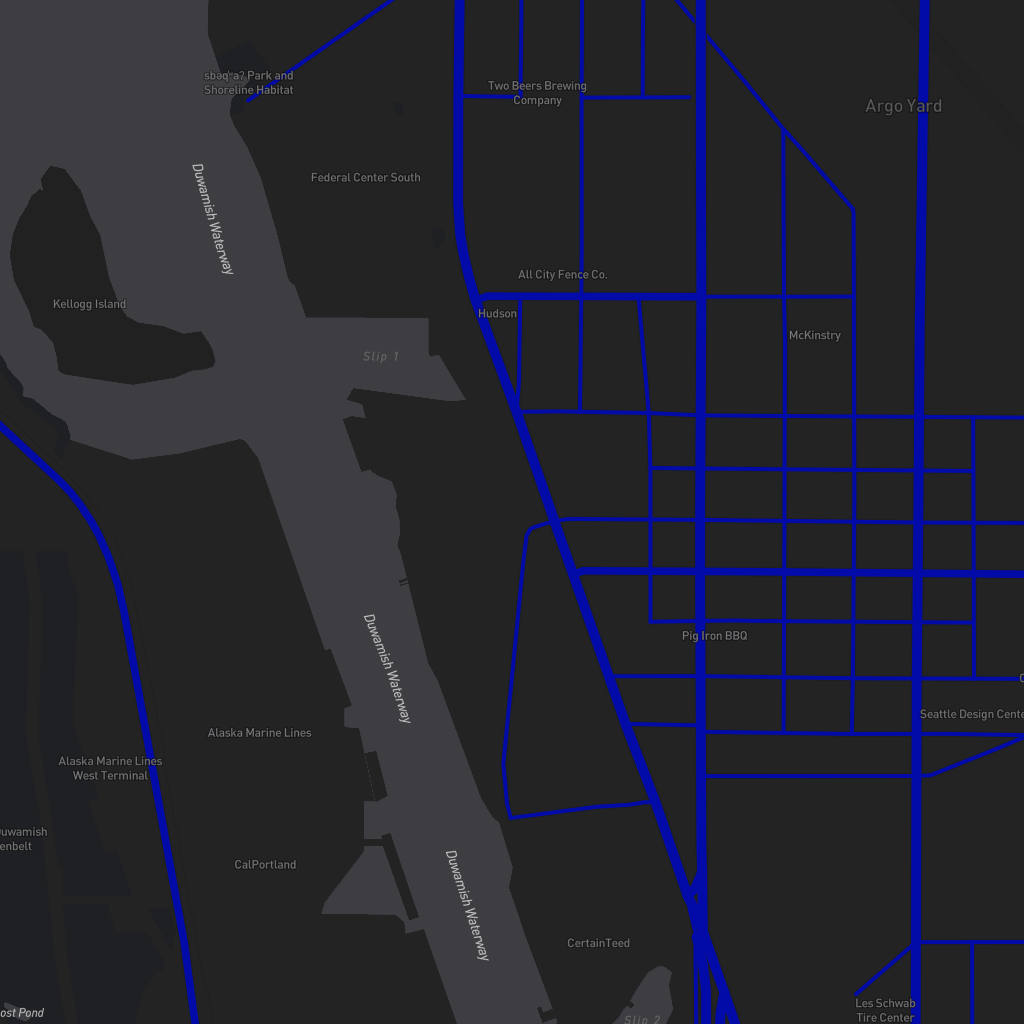 sbəq̓ʷaʔ Park and
Shoreline Habitat
Two Beers Brewing
Company
Argo Yard
Federal Center South
Duwamish Waterway
All City Fence Co.
Kellogg Island
Hudson
McKinstry
Slip 1
Pig Iron BBQ
Duwamish Waterway
Seattle Design Cente
Alaska Marine Lines
Alaska Marine Lines
West Terminal
uwamish
enbelt
CalPortland
Duwamish Waterway
CertainTeed
Les Schwab
Tire Center
ost Pond
Slip 2